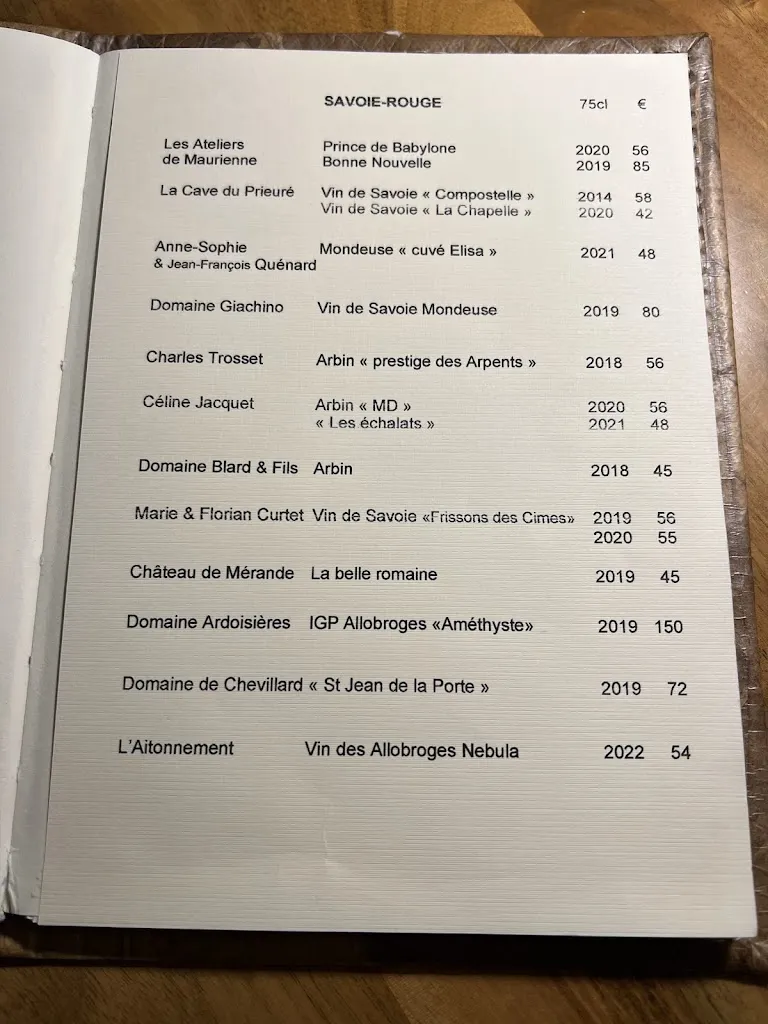 SAVOIE-ROUGE 75cl €
Les Ateliers Prince de Babylone 2020 56
de Maurienne Bonne Nouvelle 2019 85
La Cave du Prieuré Vin de Savoie « Compostelle » 2014 58
Vin de Savoie « La Chapelle » 2020 42
Anne-Sophie Mondeuse « cuvé Elisa » 2021 48
& Jean-François Quénard
Domaine Giachino Vin de Savoie Mondeuse 2019 80
Charles Trosset Arbin « prestige des Arpents » 2018 56
Céline Jacquet Arbin « MD » 2020 56
« Les échalats » 2021 48
Domaine Blard & Fils Arbin 2018 45
Marie & Florian Curtet Vin de Savoie «Frissons des Cimes» 2019 56
2020 55
Château de Mérande La belle romaine 2019 45
Domaine Ardoisières IGP Allobroges «Améthyste» 2019 150
Domaine de Chevillard « St Jean de la Porte » 2019 72
L'Aitonnement Vin des Allobroges Nebula 2022 54